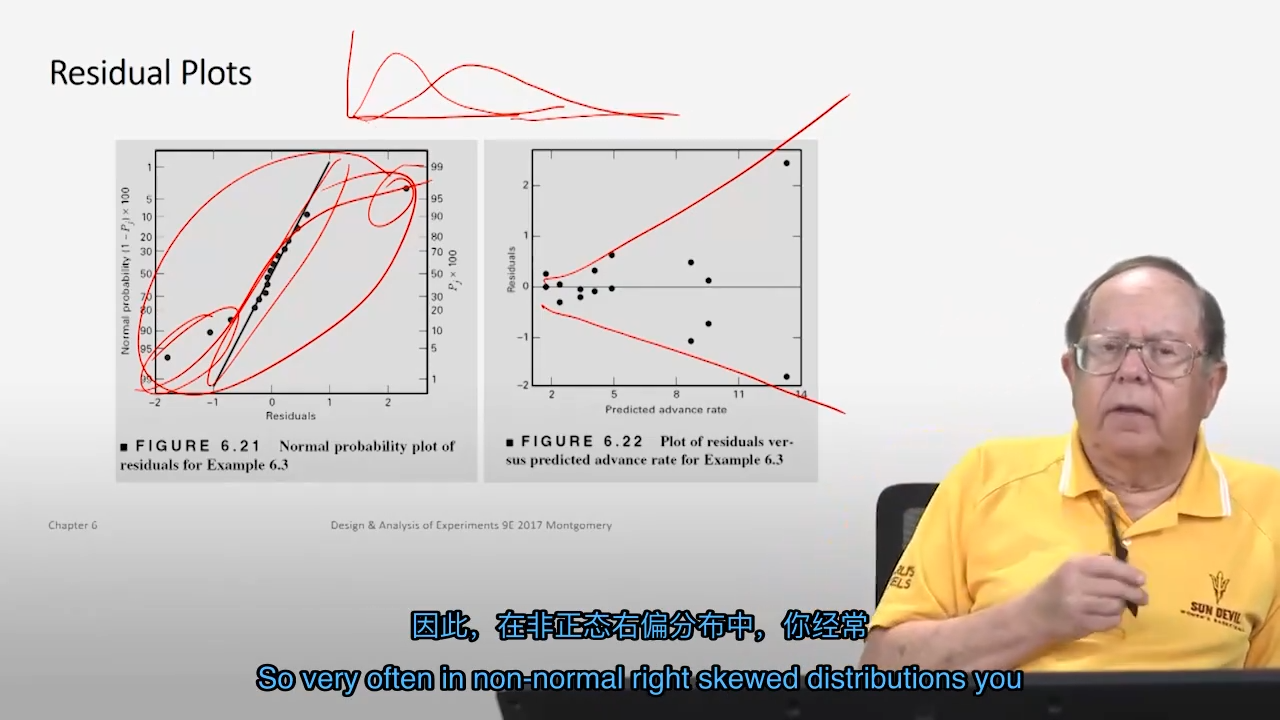 Residual Plots
Normal probability (1 − Pj) × 100
1
5
10
20
30
50
70
80
90
95
99
99
95
90
80
70
50
30
20
10
5
1
Pj × 100
−2 −1 0 1 2
Residuals
■ FIGURE 6.21 Normal probability plot of
residuals for Example 6.3
Residuals
2
1
0
−1
−2
2 5 8 11 14
Predicted advance rate
■ FIGURE 6.22 Plot of residuals ver-
sus predicted advance rate for Example 6.3
Chapter 6
Design & Analysis of Experiments 9E 2017 Montgomery
SUN DEVIL
因此，在非正态右偏分布中，你经常
So very often in non-normal right skewed distributions you